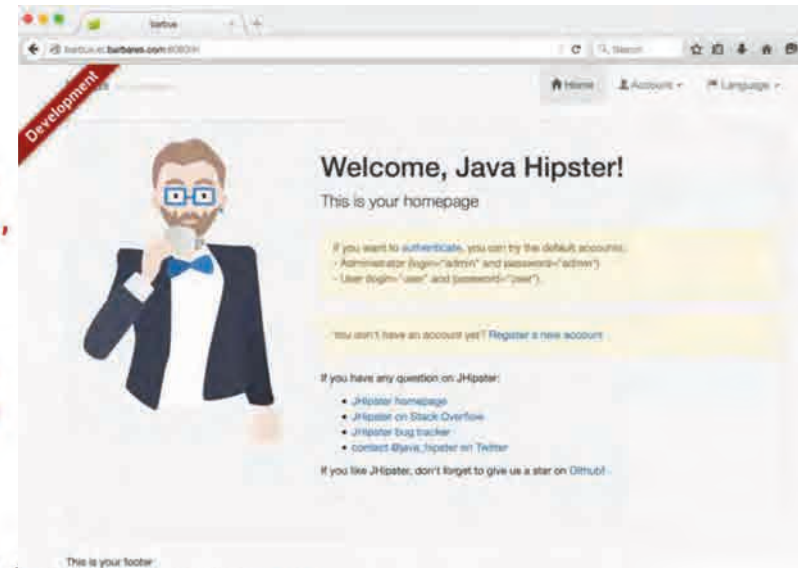 barbus
barbares.com:8080/#/
Search
Development
Home Account Language
Welcome, Java Hipster!
This is your homepage
If you want to authenticate, you can try the default accounts:
- Administrator (login="admin" and password="admin")
- User (login="user" and password="user").
You don't have an account yet? Register a new account
If you have any question on JHipster:
• JHipster homepage
• JHipster on Stack Overflow
• JHipster bug tracker
• contact @java_hipster on Twitter
If you like JHipster, don't forget to give us a star on Github!
This is your footer